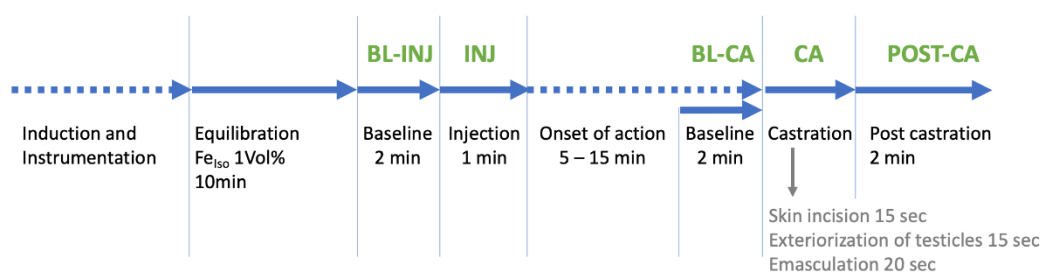 BL-INJ INJ BL-CA CA POST-CA
Induction and
Instrumentation
Equilibration
Fe_Iso 1Vol%
10min
Baseline
2 min
Injection
1 min
Onset of action
5 – 15 min
Baseline
2 min
Castration
Post castration
2 min
Skin incision 15 sec
Exteriorization of testicles 15 sec
Emasculation 20 sec